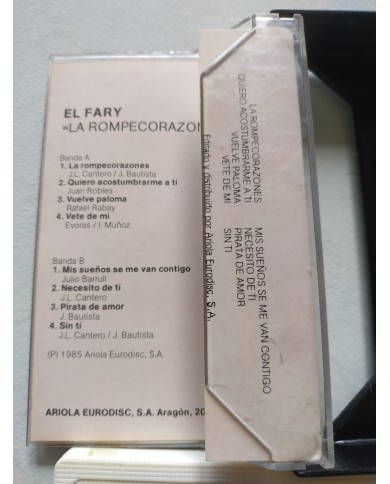 EL FARY
«LA ROMPECORAZON
Banda A
1. La rompecorazones
J.L. Cantero / J. Bautista
2. Quiero acostumbrarme a ti
Juan Robles
3. Vuelve paloma
Rafael Rabay
4. Vete de mi
Evoras / I. Muñoz
Banda B
1. Mis sueños se me van contigo
Julio Barrull
2. Necesito de ti
J.L. Cantero
3. Pirata de amor
J. Bautista
4. Sin ti
J.L. Cantero / J. Bautista
(P) 1985 Ariola Eurodisc, S.A.
ARIOLA EURODISC, S.A. Aragón, 20
LA ROMPECORAZONES
QUIERO ACOSTUMBRARME A TI
VUELVE PALOMA
VETE DE MI
MIS SUEÑOS SE ME VAN CONTIGO
NECESITO DE TI
PIRATA DE AMOR
SIN TI
Editado y distribuido por Ariola Eurodisc, S.A.